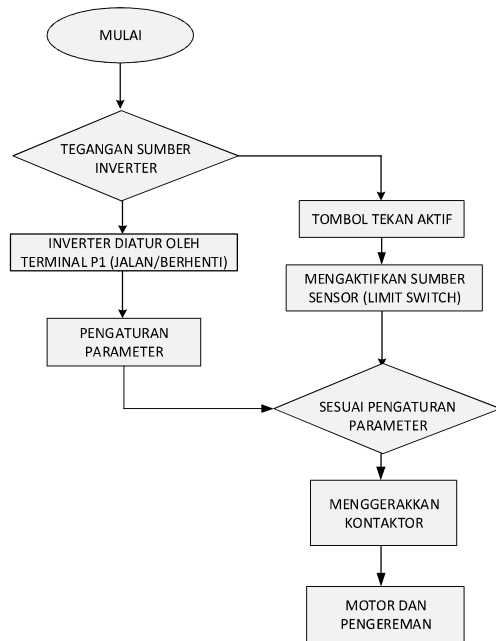 MULAI
TEGANGAN SUMBER
INVERTER
INVERTER DIATUR OLEH
TERMINAL P1 (JALAN/BERHENTI)
PENGATURAN
PARAMETER
TOMBOL TEKAN AKTIF
MENGAKTIFKAN SUMBER
SENSOR (LIMIT SWITCH)
SESUAI PENGATURAN
PARAMETER
MENGGERAKKAN
KONTAKTOR
MOTOR DAN
PENGEREMAN